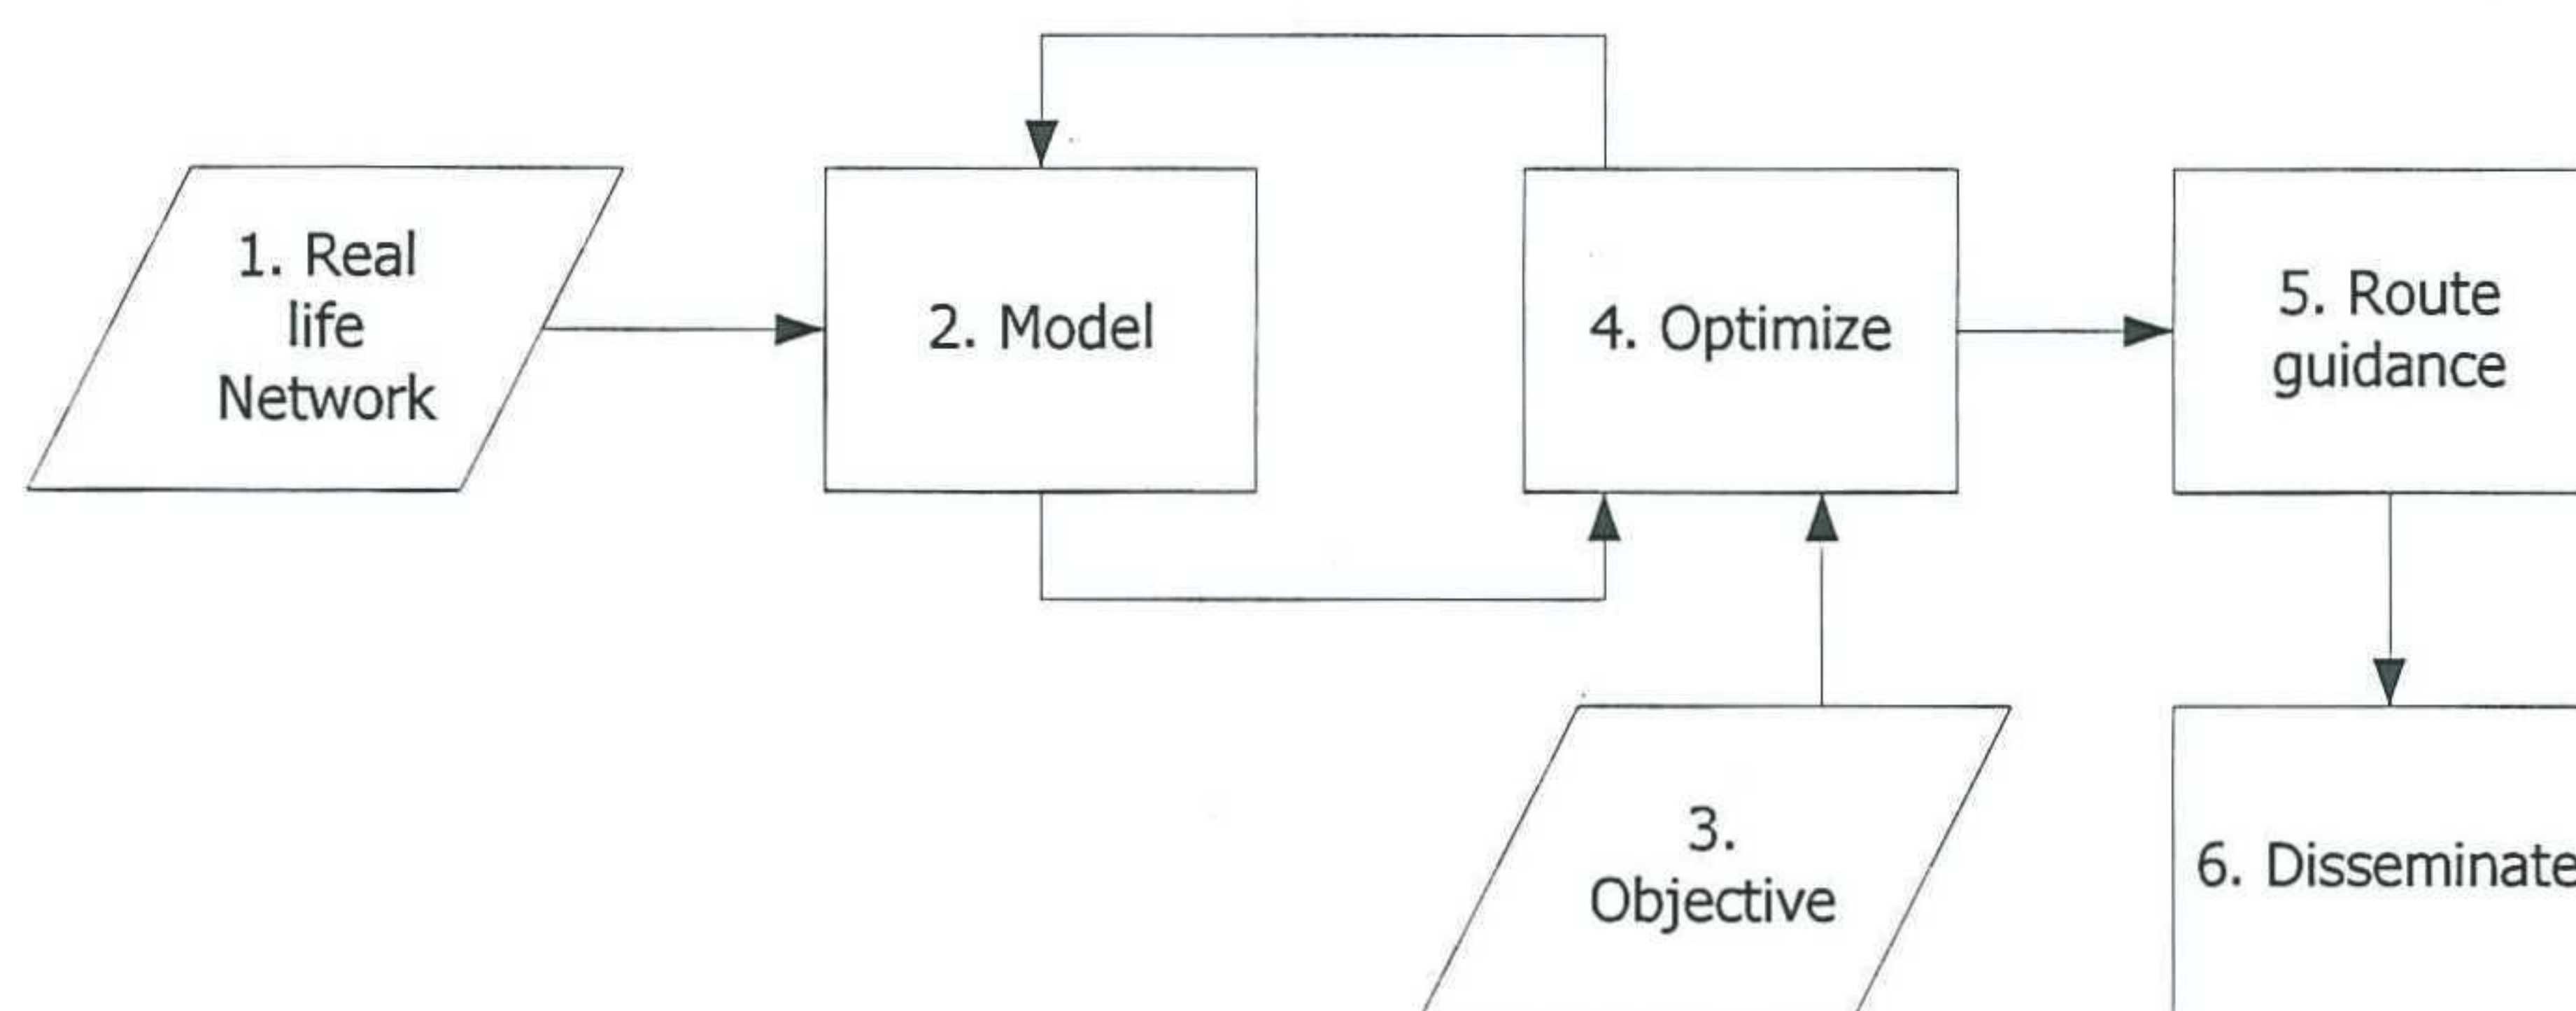 1. Real
life
Network
2. Model
3.
Objective
4. Optimize
5. Route
guidance
6. Disseminate